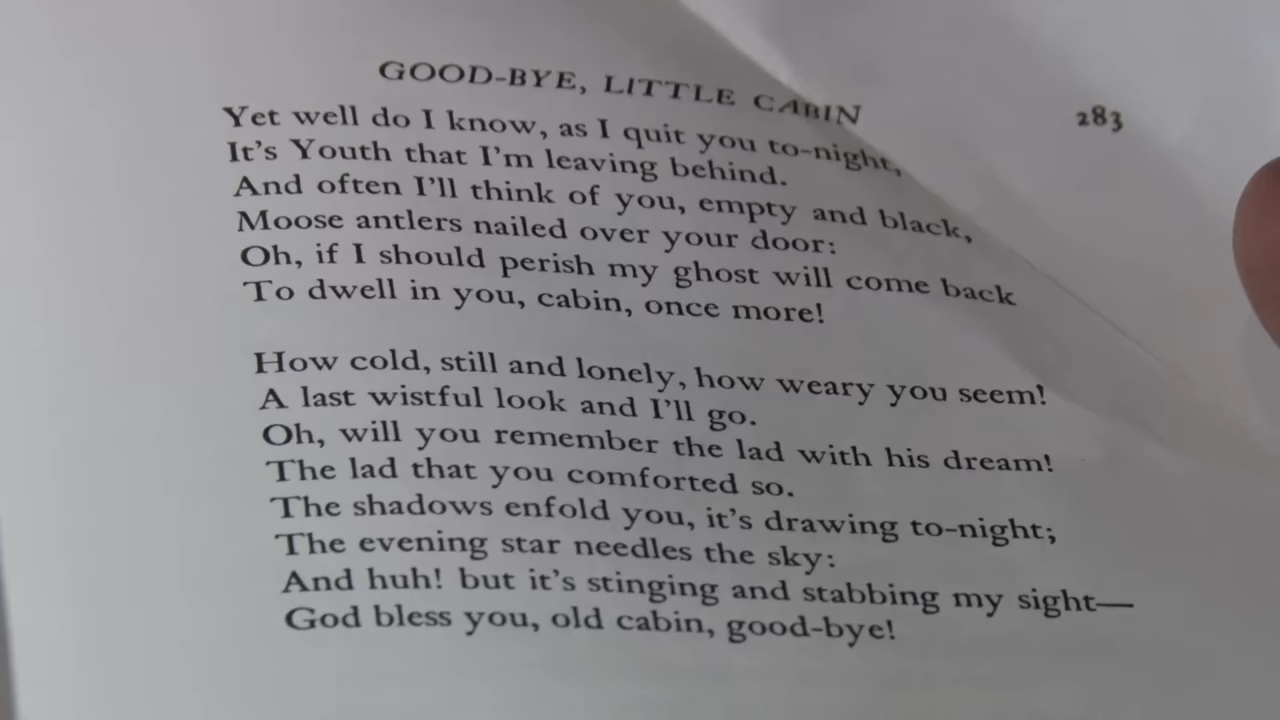 GOOD-BYE, LITTLE CABIN 283
Yet well do I know, as I quit you to-night,
It's Youth that I'm leaving behind.
And often I'll think of you, empty and black,
Moose antlers nailed over your door:
Oh, if I should perish my ghost will come back
To dwell in you, cabin, once more!
How cold, still and lonely, how weary you seem!
A last wistful look and I'll go.
Oh, will you remember the lad with his dream!
The lad that you comforted so.
The shadows enfold you, it's drawing to-night;
The evening star needles the sky:
And huh! but it's stinging and stabbing my sight—
God bless you, old cabin, good-bye!